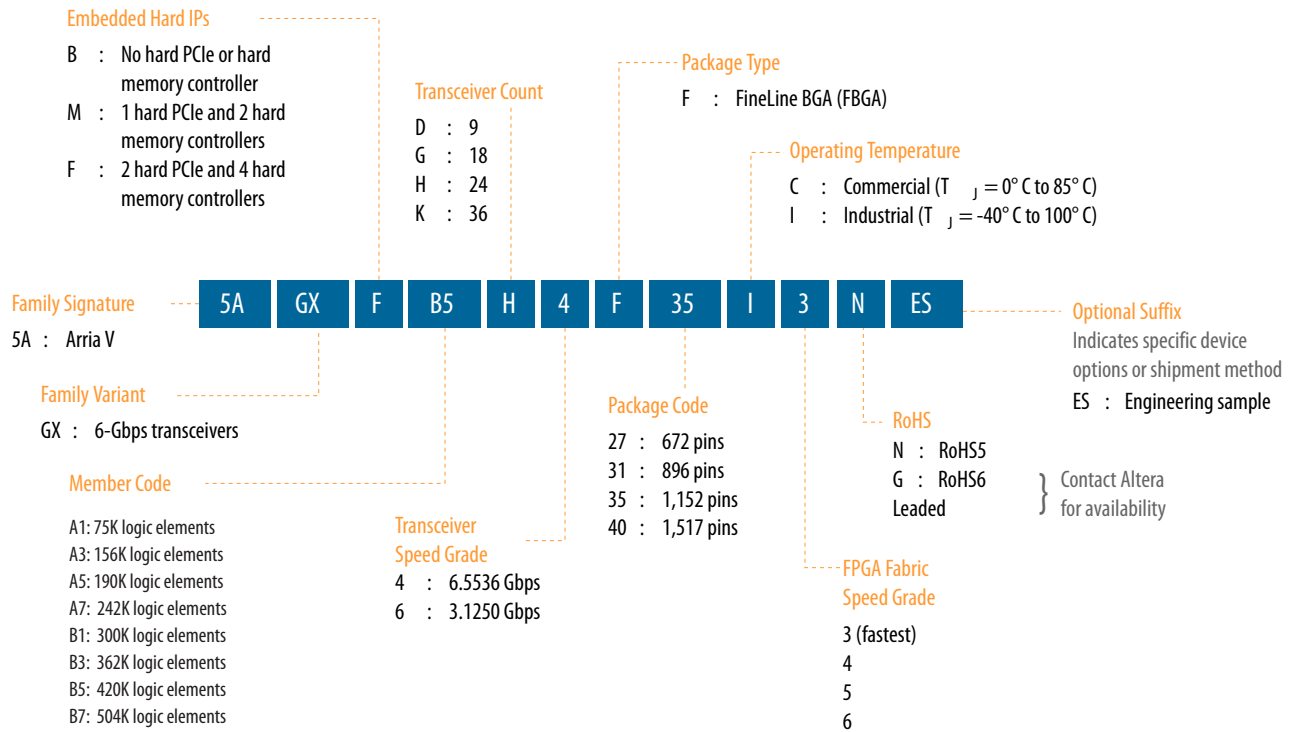 Embedded Hard IPs
B : No hard PCIe or hard
memory controller
M : 1 hard PCIe and 2 hard
memory controllers
F : 2 hard PCIe and 4 hard
memory controllers
Transceiver Count
D : 9
G : 18
H : 24
K : 36
Package Type
F : FineLine BGA (FBGA)
Operating Temperature
C : Commercial (T J = 0° C to 85° C)
I : Industrial (T J = -40° C to 100° C)
Family Signature
5A : Arria V
5A GX F B5 H 4 F 35 I 3 N ES
Optional Suffix
Indicates specific device
options or shipment method
ES : Engineering sample
Family Variant
GX : 6-Gbps transceivers
Member Code
A1: 75K logic elements
A3: 156K logic elements
A5: 190K logic elements
A7: 242K logic elements
B1: 300K logic elements
B3: 362K logic elements
B5: 420K logic elements
B7: 504K logic elements
Transceiver
Speed Grade
4 : 6.5536 Gbps
6 : 3.1250 Gbps
Package Code
27 : 672 pins
31 : 896 pins
35 : 1,152 pins
40 : 1,517 pins
RoHS
N : RoHS5
G : RoHS6
Leaded
} Contact Altera
for availability
FPGA Fabric
Speed Grade
3 (fastest)
4
5
6